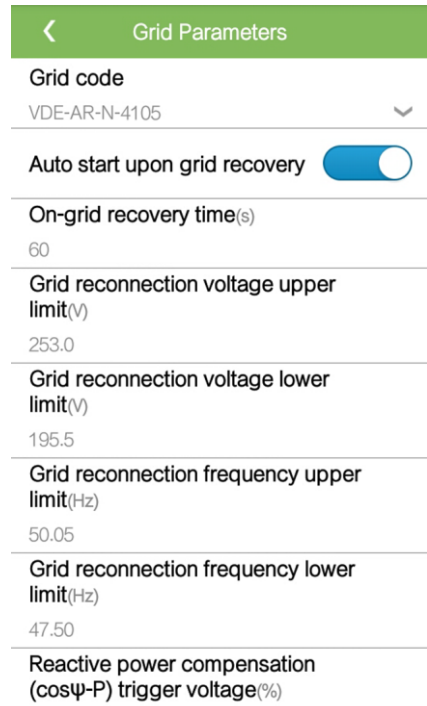 Grid Parameters
Grid code
VDE-AR-N-4105
Auto start upon grid recovery
On-grid recovery time(s)
60
Grid reconnection voltage upper
limit(V)
253.0
Grid reconnection voltage lower
limit(V)
195.5
Grid reconnection frequency upper
limit(Hz)
50.05
Grid reconnection frequency lower
limit(Hz)
47.50
Reactive power compensation
(cosψ-P) trigger voltage(%)